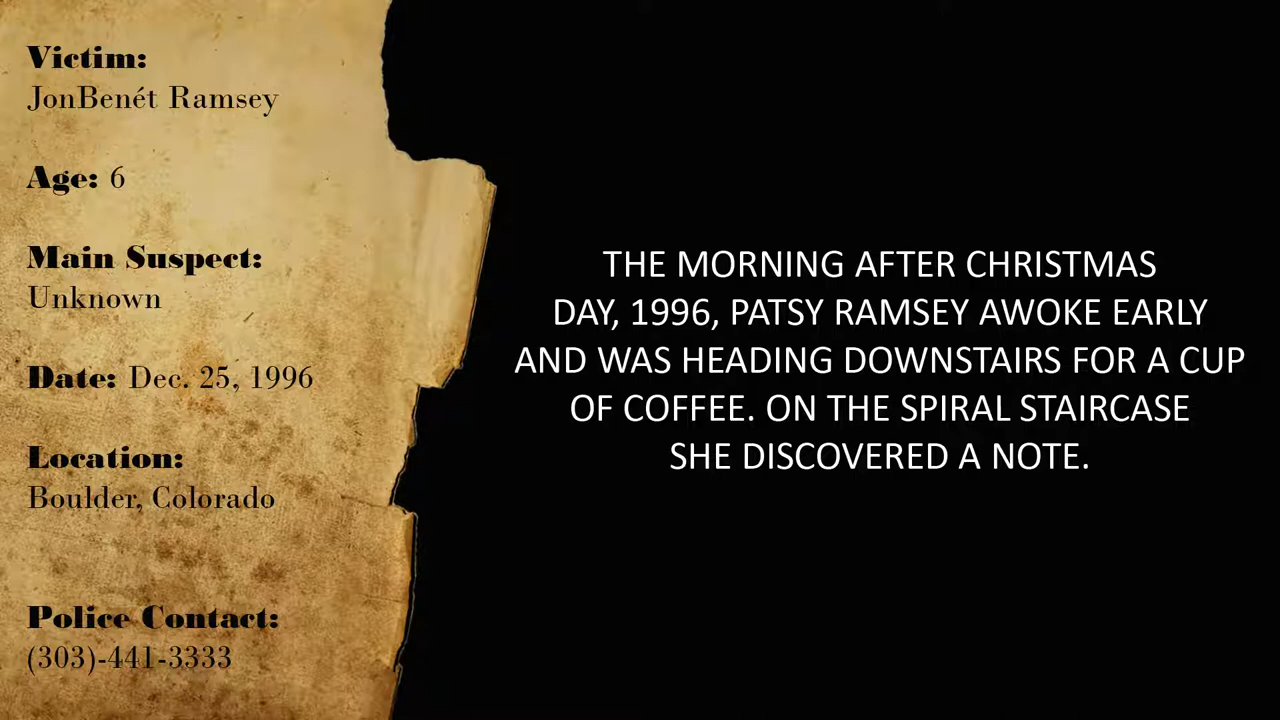 Victim:
JonBenét Ramsey
Age: 6
Main Suspect:
Unknown
Date: Dec. 25, 1996
Location:
Boulder, Colorado
Police Contact:
(303)-441-3333
THE MORNING AFTER CHRISTMAS
DAY, 1996, PATSY RAMSEY AWOKE EARLY
AND WAS HEADING DOWNSTAIRS FOR A CUP
OF COFFEE. ON THE SPIRAL STAIRCASE
SHE DISCOVERED A NOTE.